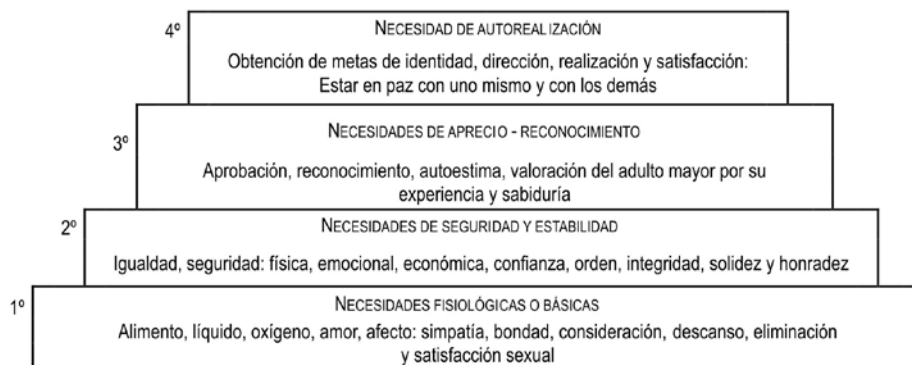 4º
NECESIDAD DE AUTOREALIZACIÓN
Obtención de metas de identidad, dirección, realización y satisfacción:
Estar en paz con uno mismo y con los demás
3º
NECESIDADES DE APRECIO - RECONOCIMIENTO
Aprobación, reconocimiento, autoestima, valoración del adulto mayor por su
experiencia y sabiduría
2º
NECESIDADES DE SEGURIDAD Y ESTABILIDAD
Igualdad, seguridad: física, emocional, económica, confianza, orden, integridad, solidez y honradez
1º
NECESIDADES FISIOLÓGICAS O BÁSICAS
Alimento, líquido, oxígeno, amor, afecto: simpatía, bondad, consideración, descanso, eliminación
y satisfacción sexual